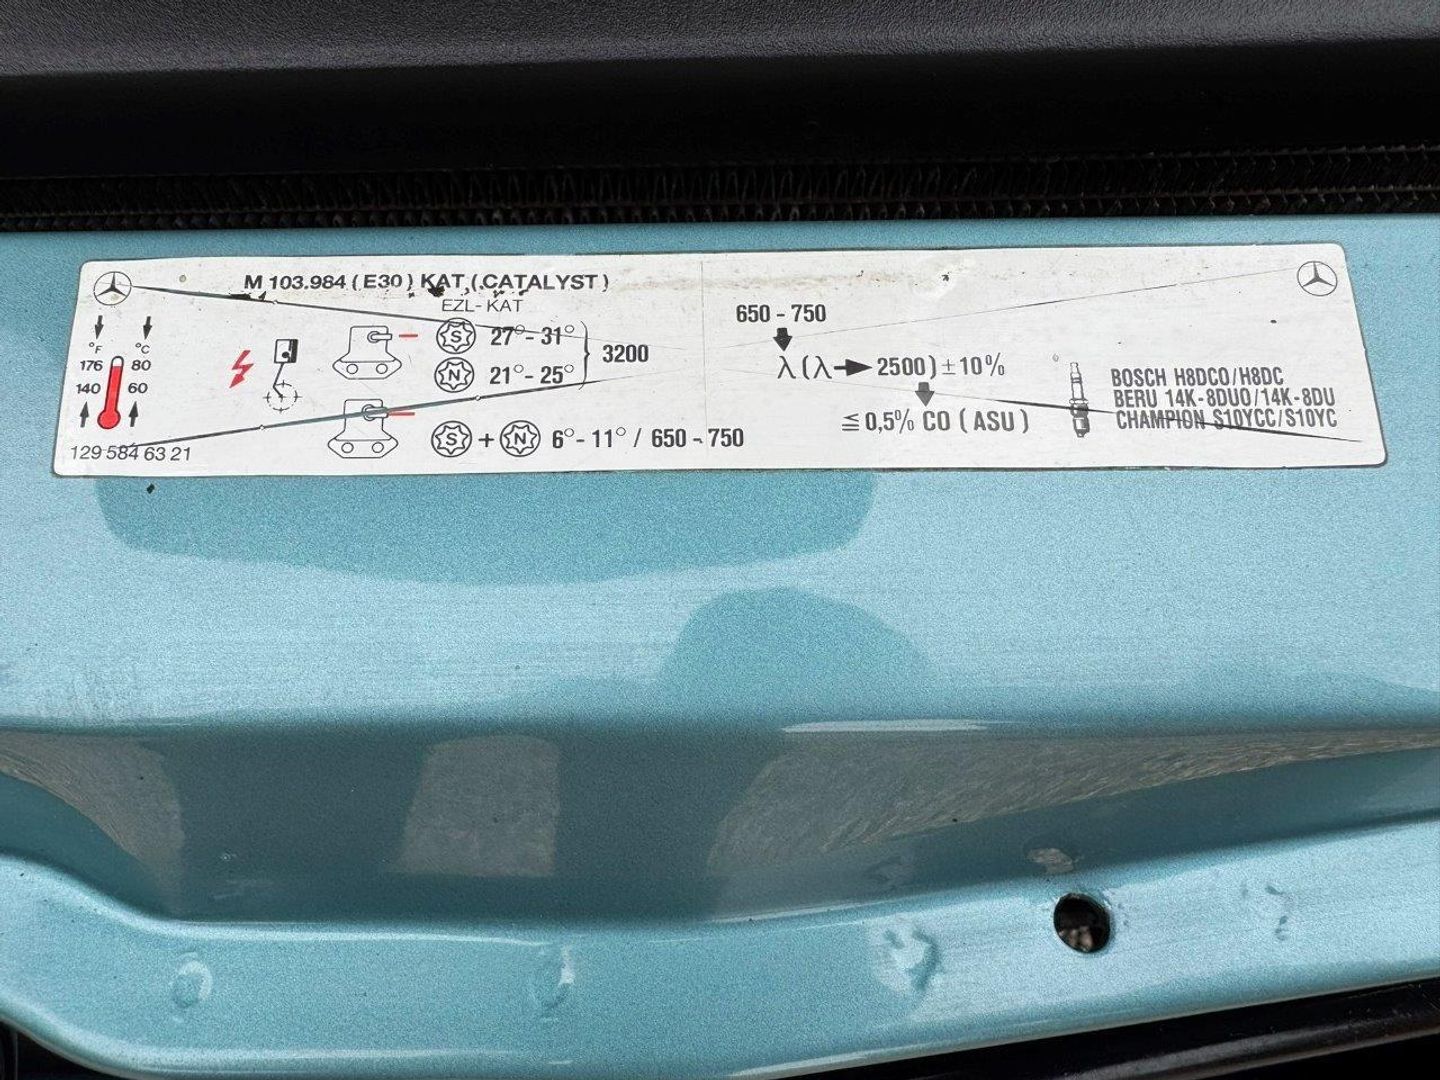 M 103.984 (E30) KAT (CATALYST)
EZL-KAT
°F °C
176 80
140 60
S 27°- 31°
N 21°- 25°
3200
S + N 6°- 11° / 650 - 750
129 584 63 21
650 - 750
λ (λ → 2500) ± 10%
≦ 0,5% CO (ASU)
BOSCH H8DCO/H8DC
BERU 14K-8DUO/14K-8DU
CHAMPION S10YCC/S10YC